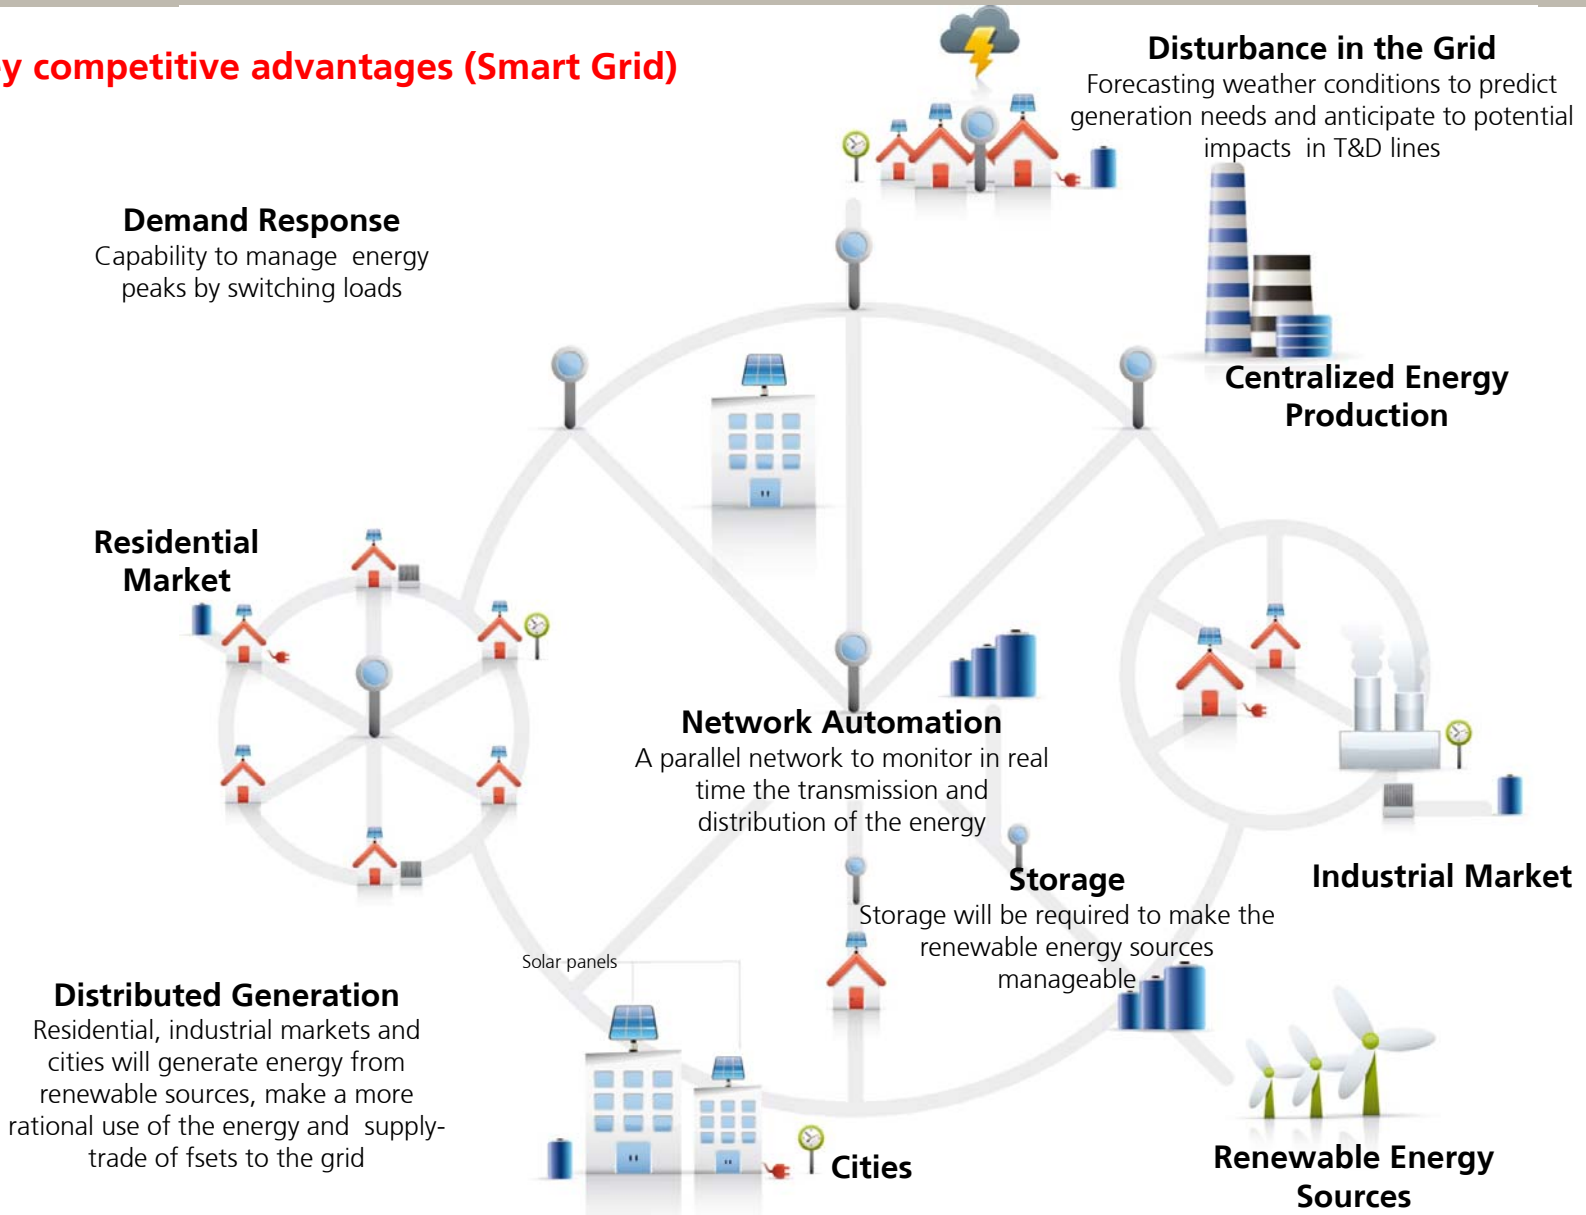 y competitive advantages (Smart Grid)
Disturbance in the Grid
Forecasting weather conditions to predict
generation needs and anticipate to potential
impacts in T&D lines
Demand Response
Capability to manage energy
peaks by switching loads
Centralized Energy
Production
Residential
Market
Network Automation
A parallel network to monitor in real
time the transmission and
distribution of the energy
Storage
Storage will be required to make the
renewable energy sources
manageable
Industrial Market
Solar panels
Distributed Generation
Residential, industrial markets and
cities will generate energy from
renewable sources, make a more
rational use of the energy and supply-
trade of fsets to the grid
Cities
Renewable Energy
Sources